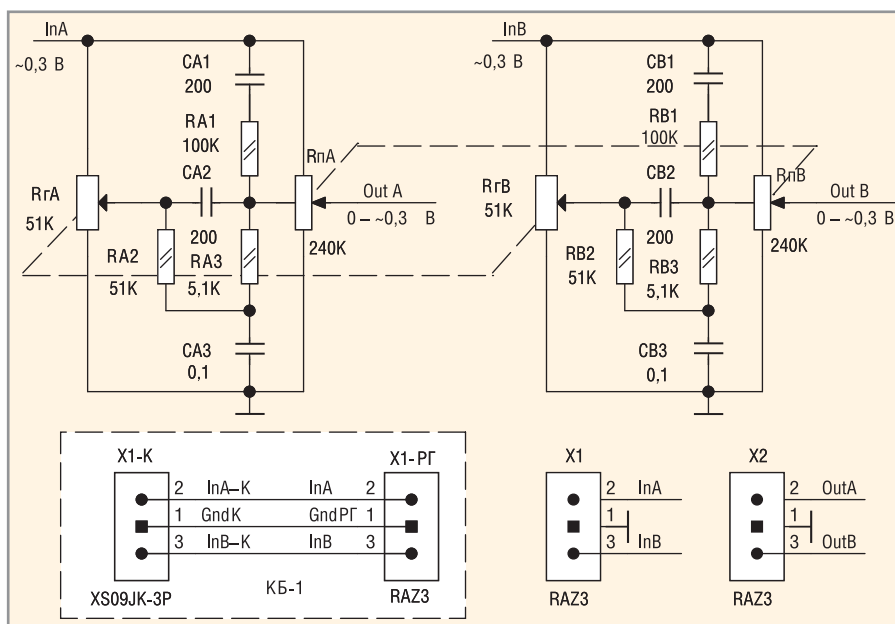 InA
~0,3 В
CA1
200
RA1
100K
CA2
200
RгA
51K
RA2
51K
RA3
5,1K
RпA
240K
Out A
0 – ~0,3 В
CA3
0,1
InB
~0,3 В
CB1
200
RB1
100K
CB2
200
RгB
51K
RB2
51K
RB3
5,1K
RпB
240K
Out B
0 – ~0,3 В
CB3
0,1
X1-K X1-РГ
2 InA–K InA 2
1 GndK GndРГ 1
3 InB–K InB 3
КБ-1
XS09JK-3P RAZ3
X1
2 InA
1
3 InB
RAZ3
X2
2 OutA
1
3 OutB
RAZ3